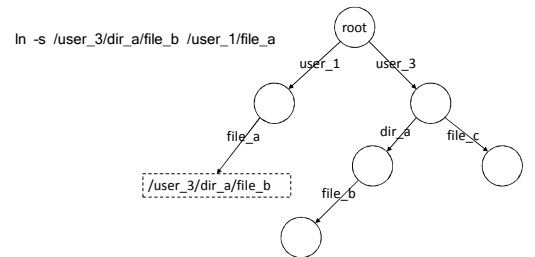 root
ln -s /user_3/dir_a/file_b /user_1/file_a
user_1 user_3
file_a dir_a file_c
/user_3/dir_a/file_b
file_b